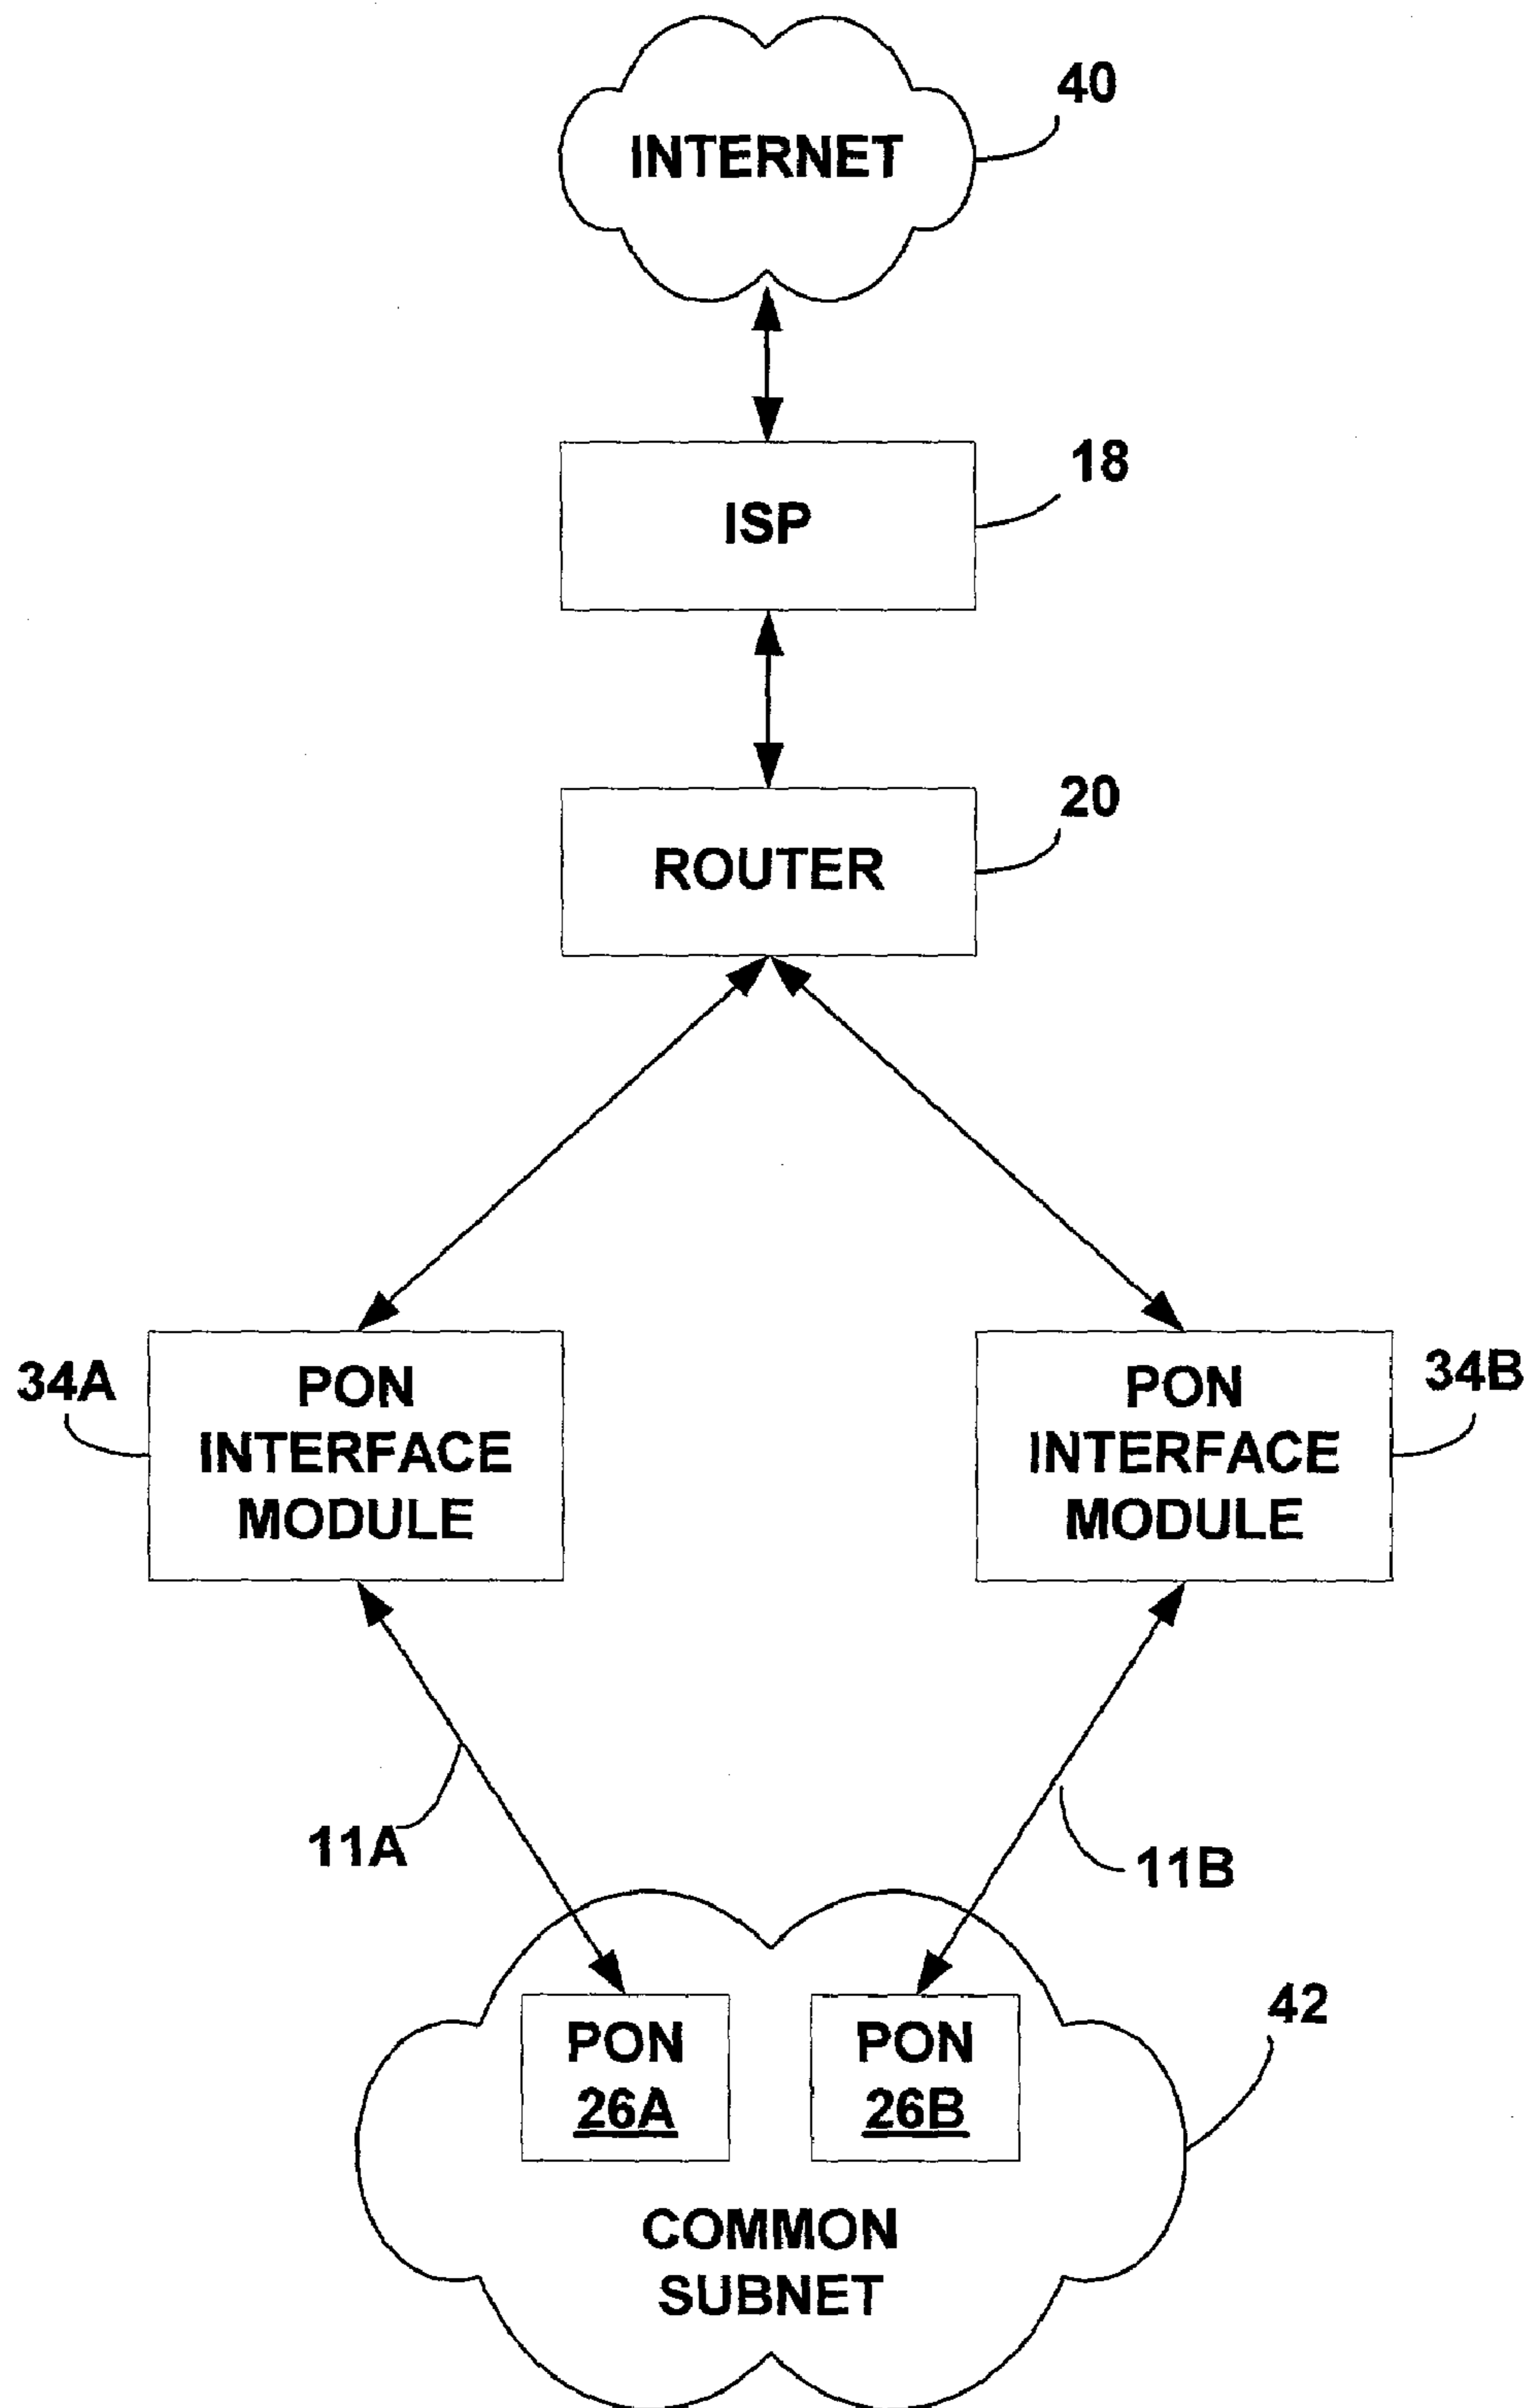 40
INTERNET
18
ISP
20
ROUTER
34A
PON
INTERFACE
MODULE
PON
INTERFACE
MODULE
34B
11A
11B
PON
26A
PON
26B
42
COMMON
SUBNET